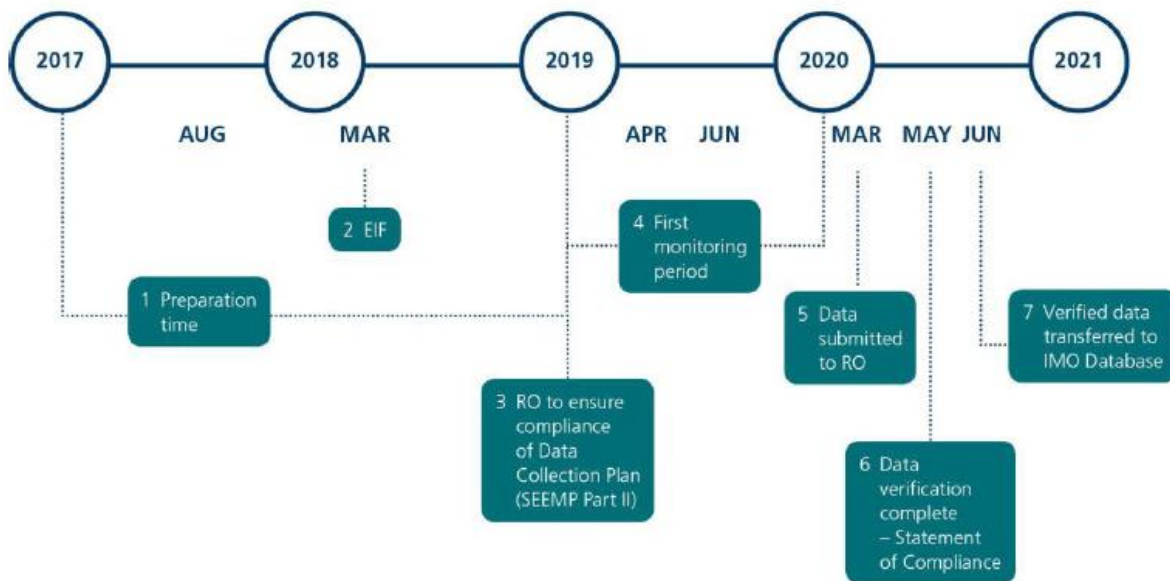 2017
2018
2019
2020
2021
AUG
MAR
APR
JUN
MAR
MAY
JUN
2 EIF
4 First
monitoring
period
1 Preparation
time
5 Data
submitted
to RO
7 Verified data
transferred to
IMO Database
3 RO to ensure
compliance
of Data
Collection Plan
(SEEMP Part II)
6 Data
verification
complete
– Statement
of Compliance